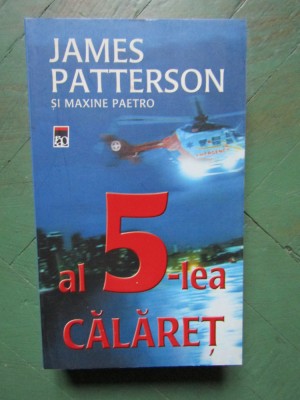 JAMES
PATTERSON
ȘI MAXINE PAETRO
al 5-lea
CĂLĂREȚ